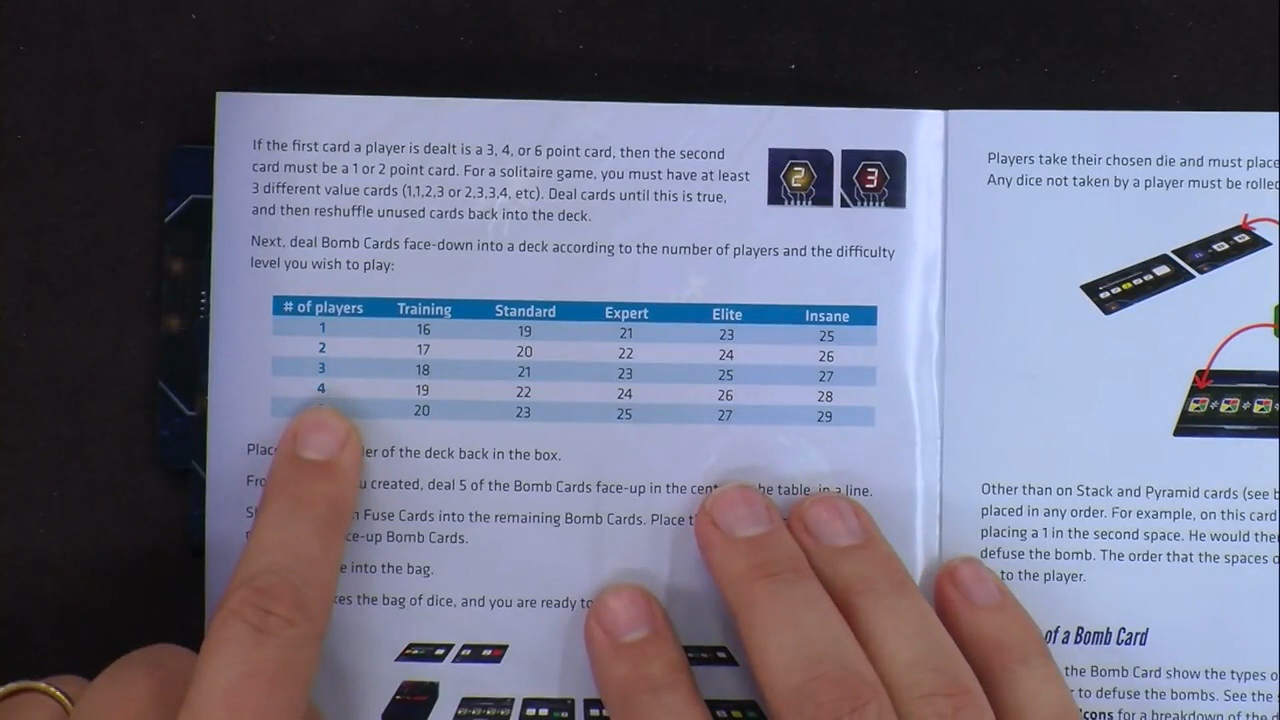 If the first card a player is dealt is a 3, 4, or 6 point card, then the second
card must be a 1 or 2 point card. For a solitaire game, you must have at least
3 different value cards (1,1,2,3 or 2,3,3,4, etc). Deal cards until this is true,
and then reshuffle unused cards back into the deck.
2 3
Next, deal Bomb Cards face-down into a deck according to the number of players and the difficulty
level you wish to play:
# of players Training Standard Expert Elite Insane
1 16 19 21 23 25
2 17 20 22 24 26
3 18 21 23 25 27
4 19 22 24 26 28
20 23 25 27 29
of the deck back in the box.
created, deal 5 of the Bomb Cards face-up in the table, in a line.
Fuse Cards into the remaining Bomb Cards. Place
Bomb Cards.
into the bag.
the bag of dice, and you are ready to
Players take their chosen die and must place
Any dice not taken by a player must be rolled
Other than on Stack and Pyramid cards (see
placed in any order. For example, on this card
placing a 1 in the second space. He would
defuse the bomb. The order that the spaces
to the player.
of a Bomb Card
the Bomb Card show the types
to defuse the bombs. See the
Icons for a breakdown of the